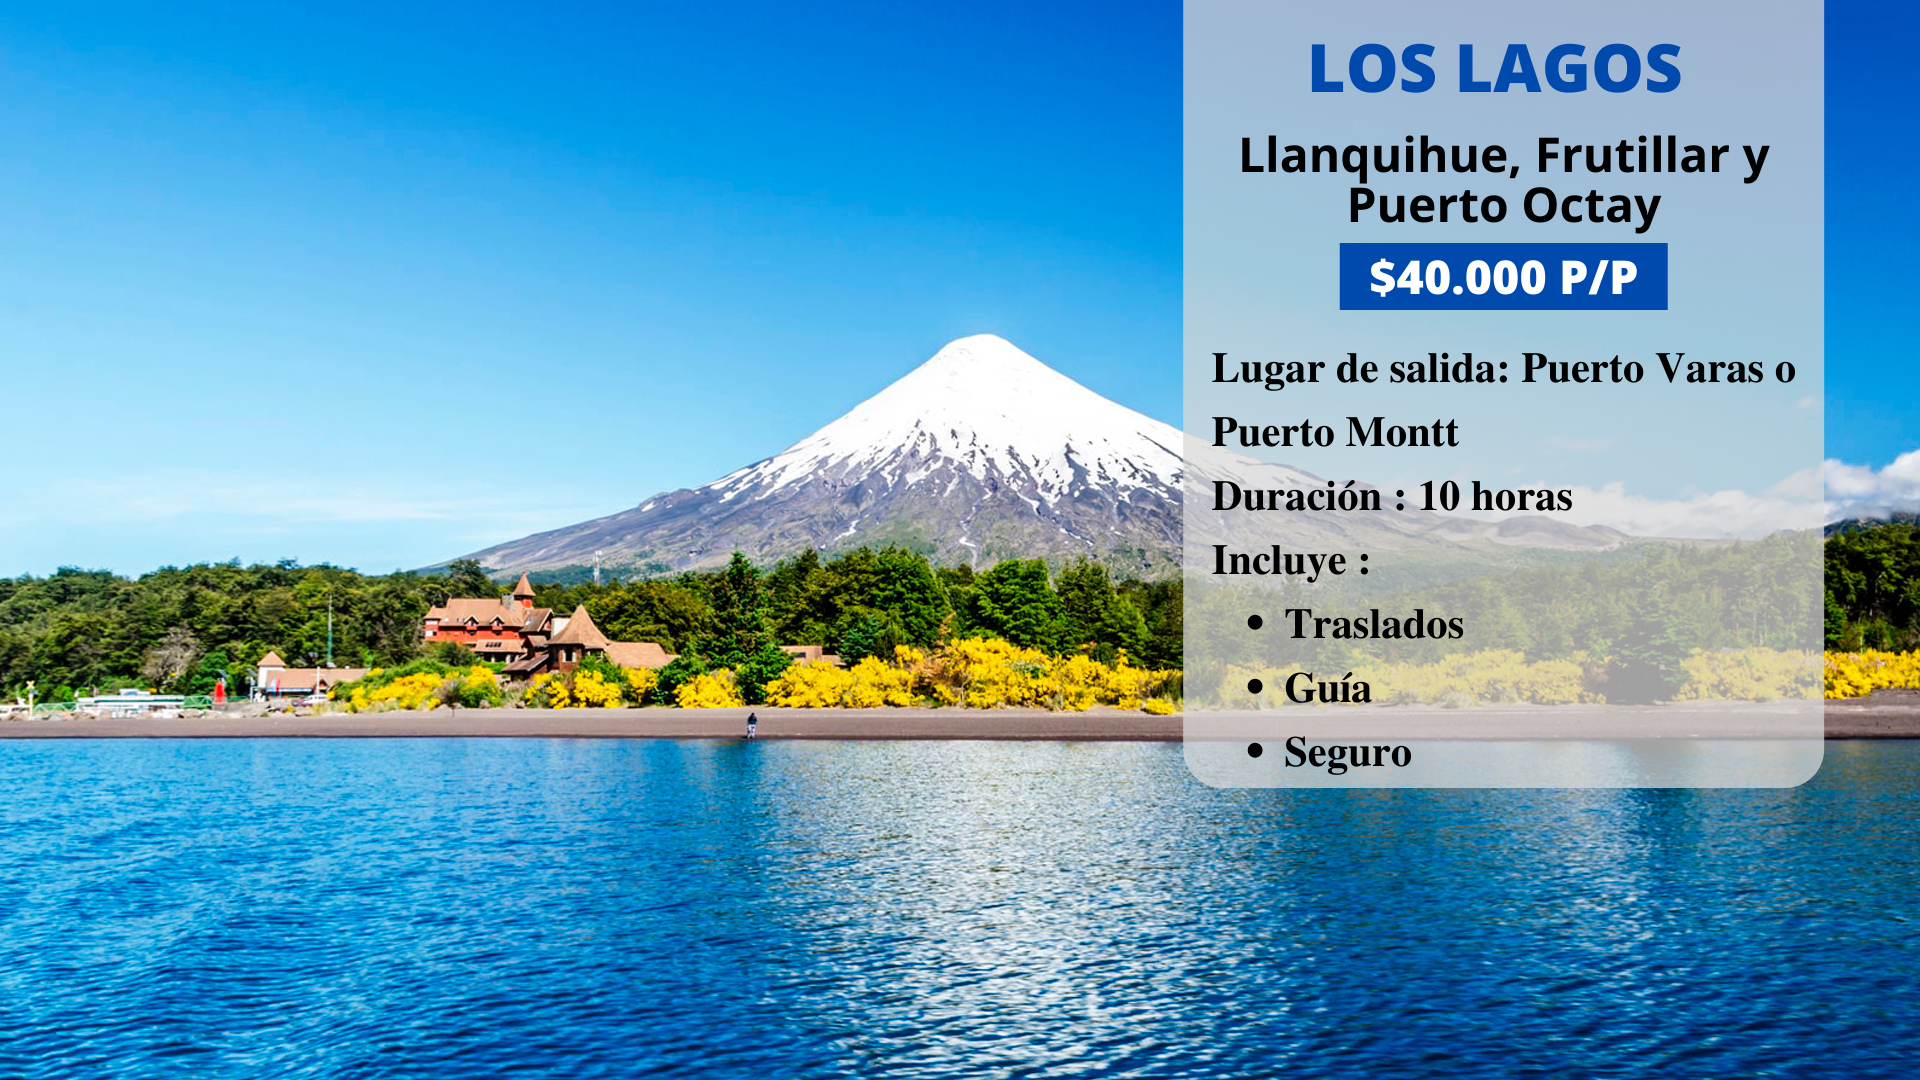 LOS LAGOS
Llanquihue, Frutillar y
Puerto Octay
$40.000 P/P
Lugar de salida: Puerto Varas o
Puerto Montt
Duración : 10 horas
Incluye :
• Traslados
• Guía
• Seguro